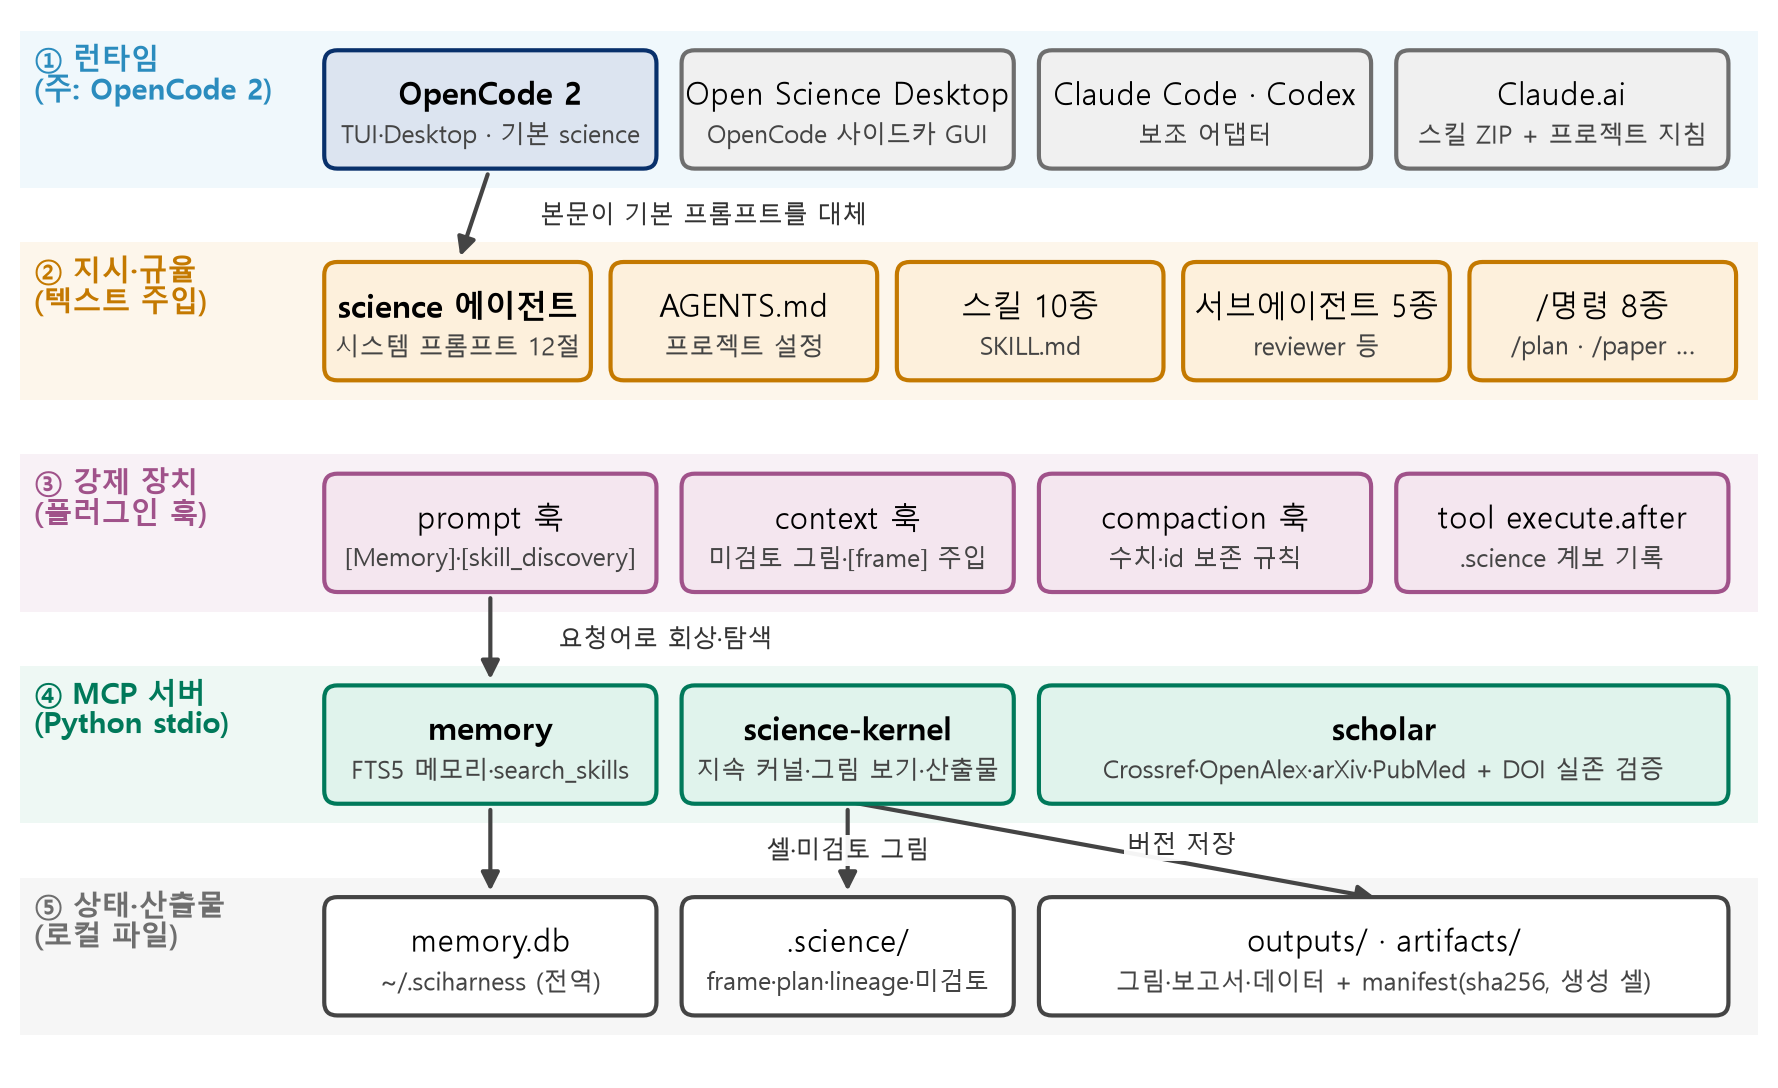 ① 런타임
(주: OpenCode 2)
OpenCode 2
TUI·Desktop · 기본 science
Open Science Desktop
OpenCode 사이드카 GUI
Claude Code · Codex
보조 어댑터
Claude.ai
스킬 ZIP + 프로젝트 지침
본문이 기본 프롬프트를 대체
② 지시·규율
(텍스트 주입)
science 에이전트
시스템 프롬프트 12절
AGENTS.md
프로젝트 설정
스킬 10종
SKILL.md
서브에이전트 5종
reviewer 등
/명령 8종
/plan · /paper ...
③ 강제 장치
(플러그인 훅)
prompt 훅
[Memory]·[skill_discovery]
context 훅
미검토 그림·[frame] 주입
compaction 훅
수치·id 보존 규칙
tool execute.after
.science 계보 기록
요청어로 회상·탐색
④ MCP 서버
(Python stdio)
memory
FTS5 메모리·search_skills
science-kernel
지속 커널·그림 보기·산출물
scholar
Crossref·OpenAlex·arXiv·PubMed + DOI 실존 검증
셀·미검토 그림
버전 저장
⑤ 상태·산출물
(로컬 파일)
memory.db
~/.sciharness (전역)
.science/
frame·plan·lineage·미검토
outputs/ · artifacts/
그림·보고서·데이터 + manifest(sha256, 생성 셀)